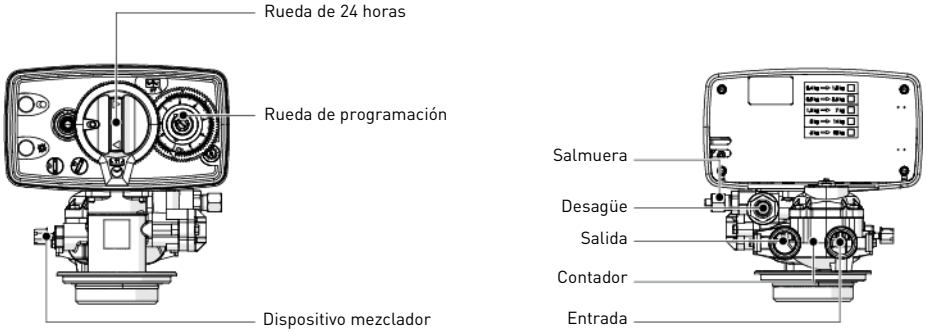 Rueda de 24 horas
Rueda de programación
Dispositivo mezclador
Salmuera
Desagüe
Salida
Contador
Entrada